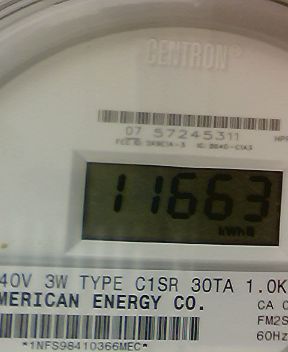 CENTRON®
07 57245311
11663
kWh
40V 3W TYPE C1SR 30TA 1.0K
MERICAN ENERGY CO.
CA
FM2S
60Hz
*1NFS98410366MEC*